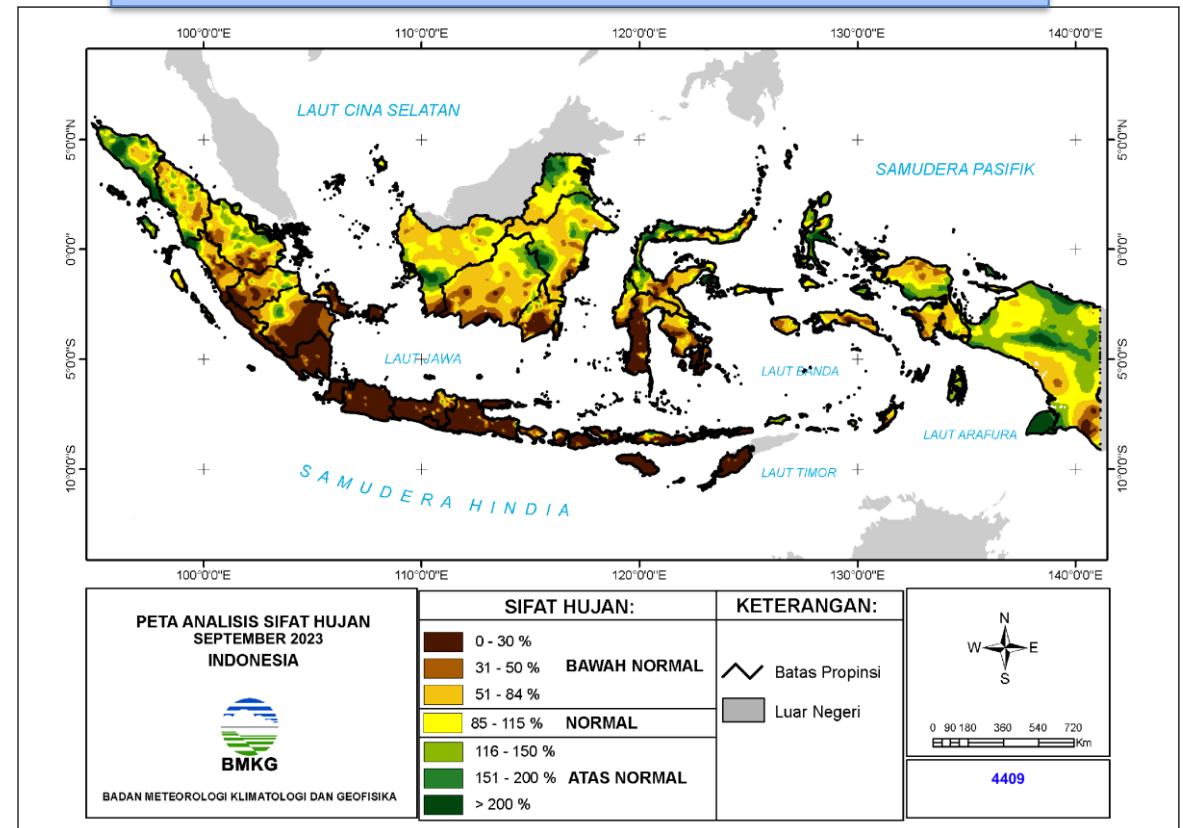 100°0'0"E 110°0'0"E 120°0'0"E 130°0'0"E 140°0'0"E
5°0'0"N
0°0'0"
5°0'0"S
10°0'0"S
LAUT CINA SELATAN
SAMUDERA PASIFIK
LAUT JAWA
LAUT BANDA
LAUT ARAFURA
LAUT TIMOR
SAMUDERA HINDIA
5°0'0"N
0°0'0"
5°0'0"S
10°0'0"S
100°0'0"E 110°0'0"E 120°0'0"E 130°0'0"E 140°0'0"E
PETA ANALISIS SIFAT HUJAN
SEPTEMBER 2023
INDONESIA
BMKG
BADAN METEOROLOGI KLIMATOLOGI DAN GEOFISIKA
SIFAT HUJAN:
0 - 30 %
31 - 50 % BAWAH NORMAL
51 - 84 %
85 - 115 % NORMAL
116 - 150 %
151 - 200 % ATAS NORMAL
> 200 %
KETERANGAN:
Batas Propinsi
Luar Negeri
N
W E
S
0 90 180 360 540 720
Km
4409